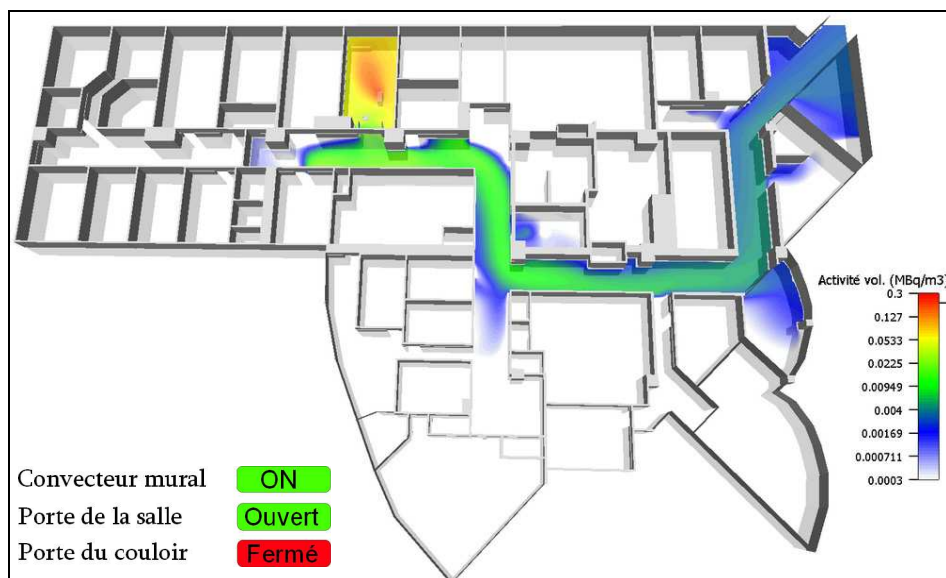 Activité vol. (MBq/m3)
0.3
0.127
0.0533
0.0225
0.00949
0.004
0.00169
0.000711
0.0003
Convecteur mural ON
Porte de la salle Ouvert
Porte du couloir Fermé